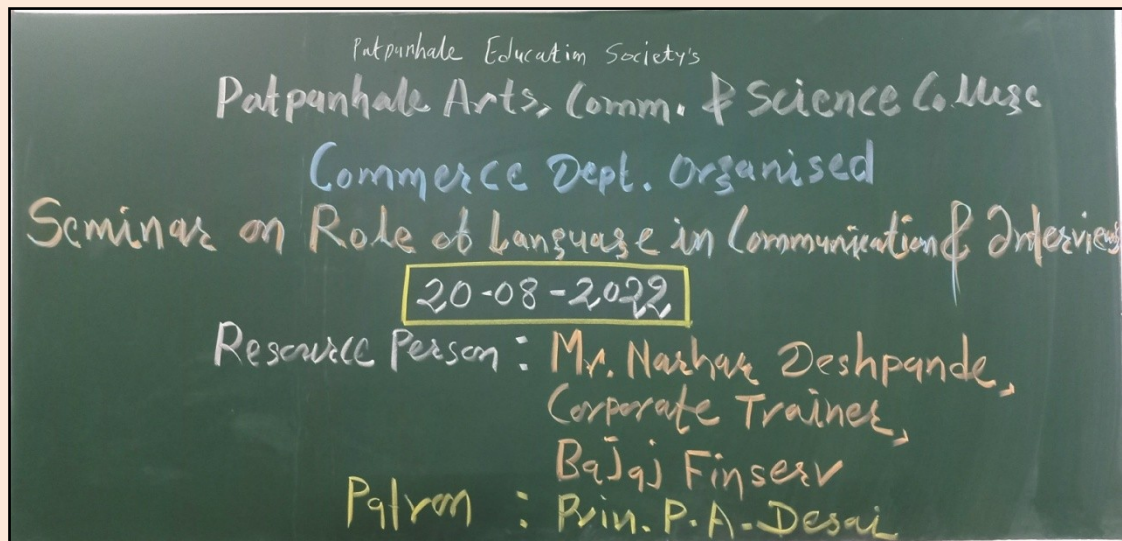 Patpanhale Education Society's
Patpanhale Arts, Comm. & Science College
Commerce Dept. Organised
Seminar on Role of Language in Communication & Interview
20-08-2022
Resource Person : Mr. Narhar Deshpande,
Corporate Trainer,
Bajaj Finserv
Patron : Prin. P.A. Desai